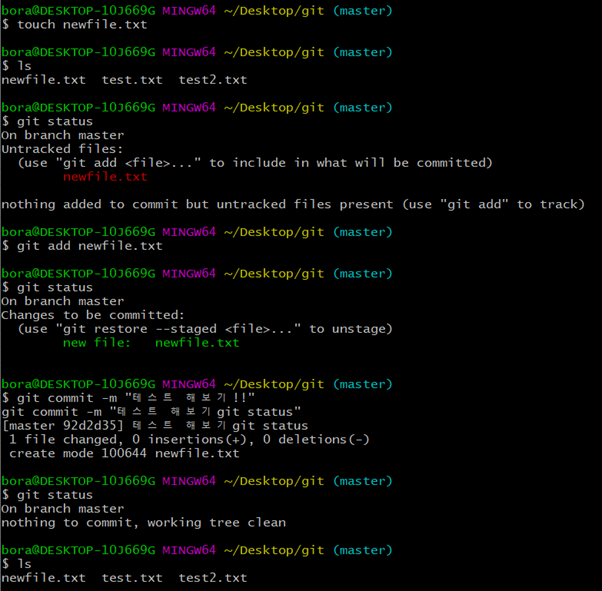 bora@DESKTOP-10J669G MINGW64 ~/Desktop/git (master)
$ touch newfile.txt
bora@DESKTOP-10J669G MINGW64 ~/Desktop/git (master)
$ ls
newfile.txt  test.txt  test2.txt
bora@DESKTOP-10J669G MINGW64 ~/Desktop/git (master)
$ git status
On branch master
Untracked files:
  (use "git add <file>..." to include in what will be committed)
        newfile.txt
nothing added to commit but untracked files present (use "git add" to track)
bora@DESKTOP-10J669G MINGW64 ~/Desktop/git (master)
$ git add newfile.txt
bora@DESKTOP-10J669G MINGW64 ~/Desktop/git (master)
$ git status
On branch master
Changes to be committed:
  (use "git restore --staged <file>..." to unstage)
        new file:   newfile.txt
bora@DESKTOP-10J669G MINGW64 ~/Desktop/git (master)
$ git commit -m "테스트 해보기!!"
git commit -m "테스트 해보기git status"
[master 92d2d35] 테스트 해보기git status
 1 file changed, 0 insertions(+), 0 deletions(-)
 create mode 100644 newfile.txt
bora@DESKTOP-10J669G MINGW64 ~/Desktop/git (master)
$ git status
On branch master
nothing to commit, working tree clean
bora@DESKTOP-10J669G MINGW64 ~/Desktop/git (master)
$ ls
newfile.txt  test.txt  test2.txt